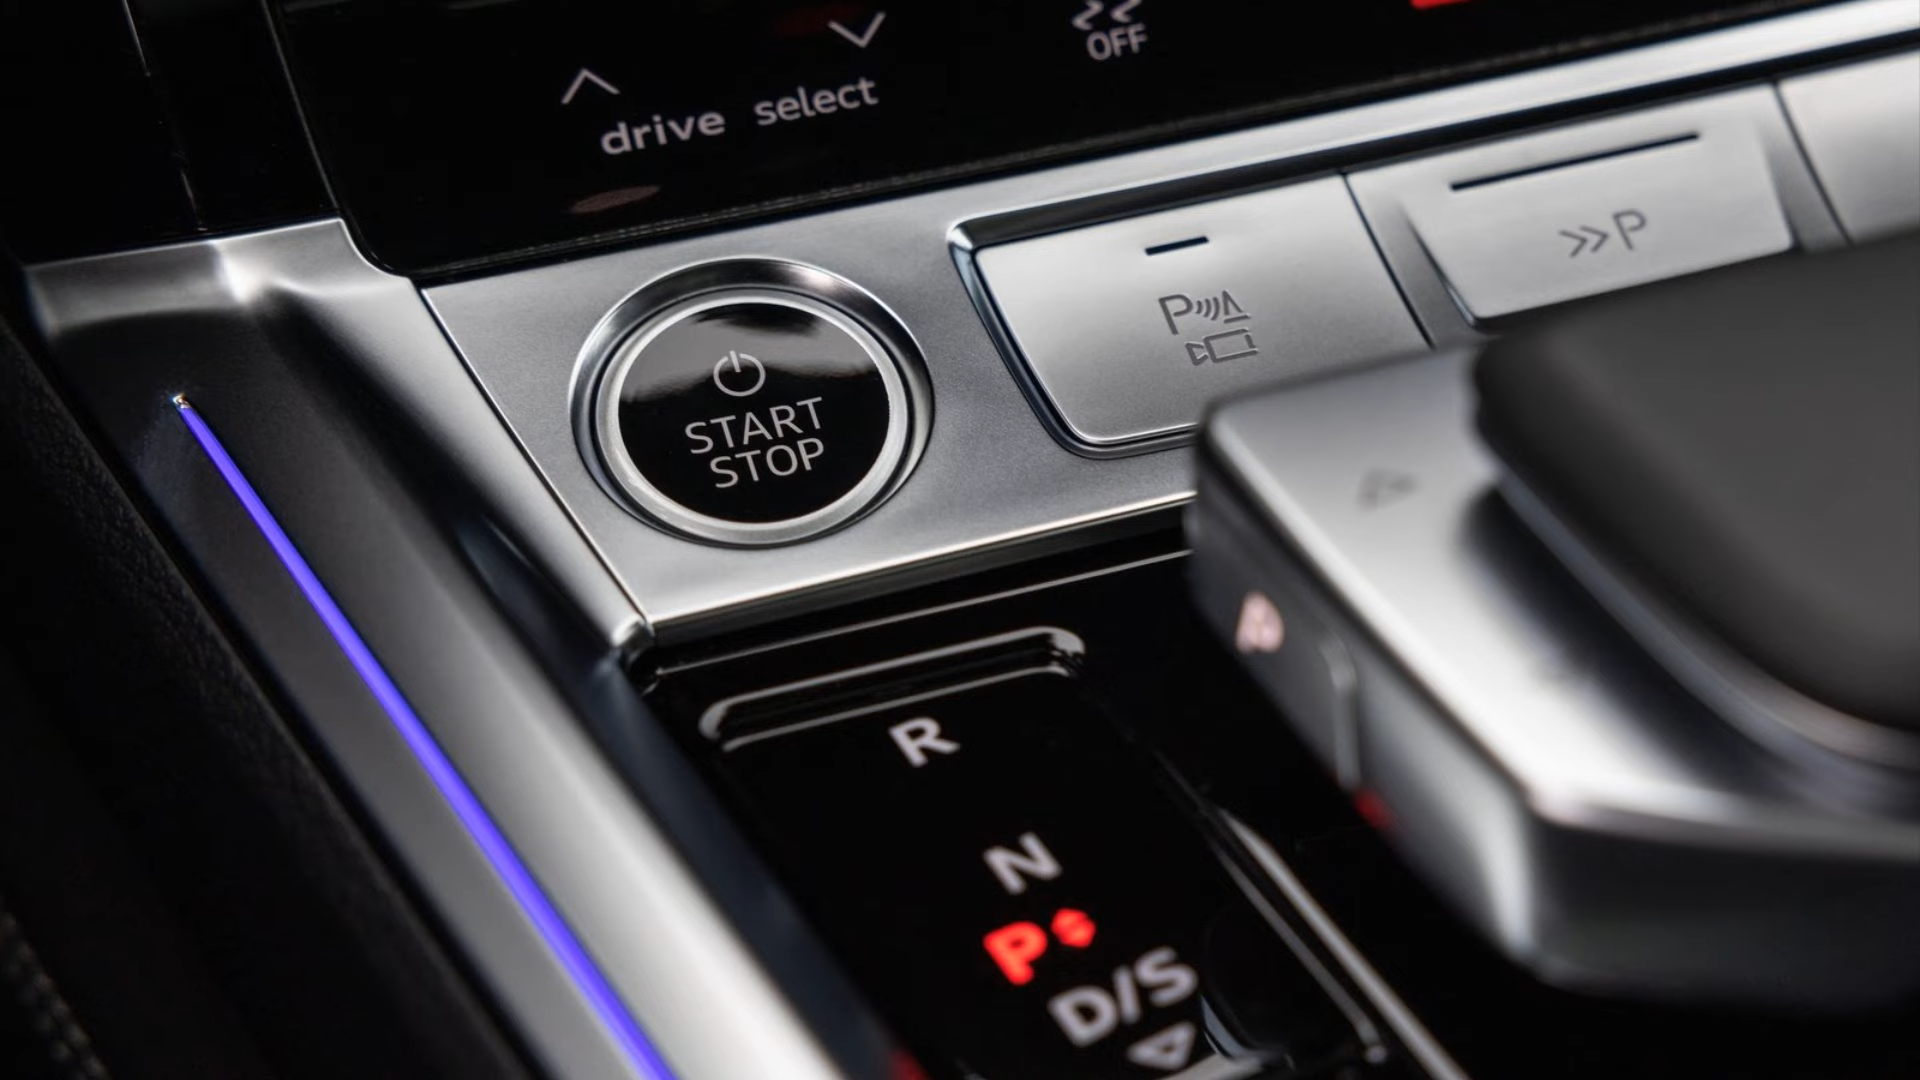 OFF
drive select
START
STOP
P
P
R
N
P
D/S